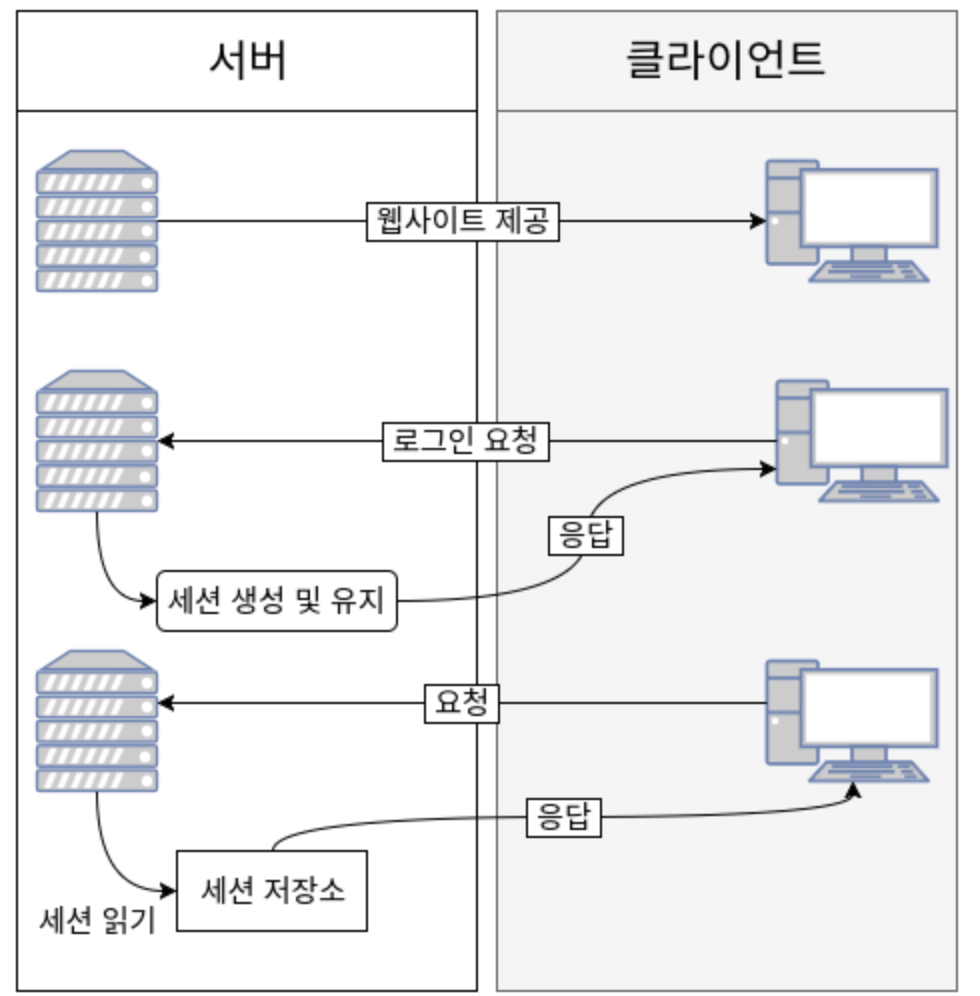 서버
클라이언트
웹사이트 제공
로그인 요청
응답
세션 생성 및 유지
요청
응답
세션 저장소
세션 읽기